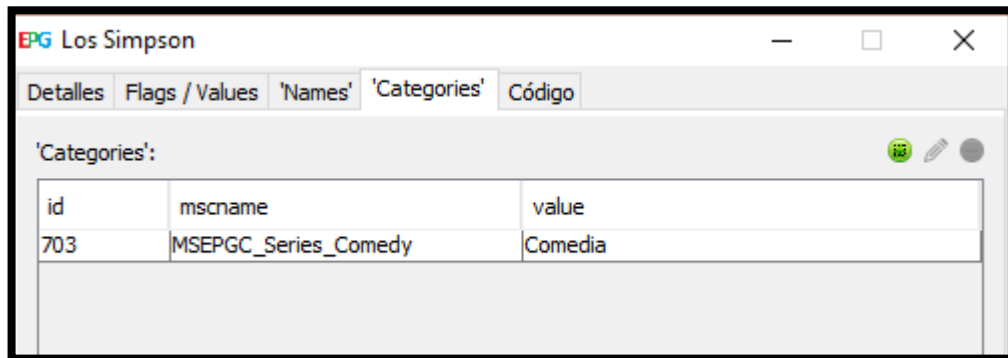 EPG Los Simpson
Detalles Flags / Values 'Names' 'Categories' Código
'Categories':
id mscname value
703 MSEPGC_Series_Comedy Comedia